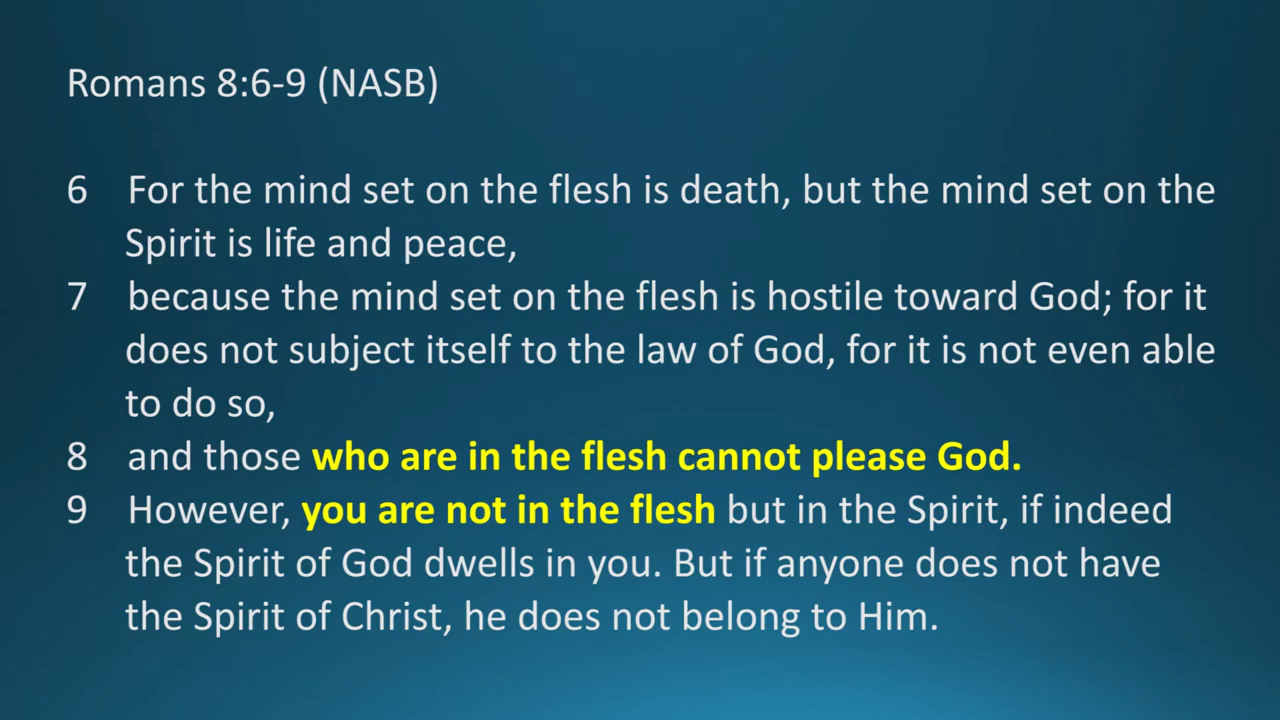 Romans 8:6-9 (NASB)
6 For the mind set on the flesh is death, but the mind set on the
Spirit is life and peace,
7 because the mind set on the flesh is hostile toward God; for it
does not subject itself to the law of God, for it is not even able
to do so,
8 and those who are in the flesh cannot please God.
9 However, you are not in the flesh but in the Spirit, if indeed
the Spirit of God dwells in you. But if anyone does not have
the Spirit of Christ, he does not belong to Him.